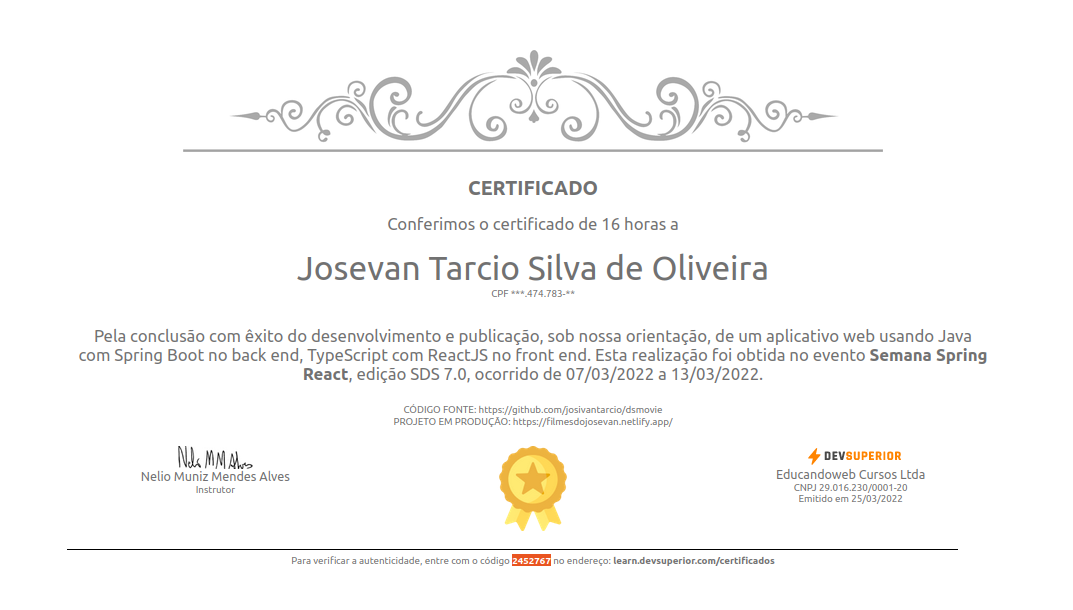 CERTIFICADO
Conferimos o certificado de 16 horas a
Josevan Tarcio Silva de Oliveira
CPF ***.474.783-**
Pela conclusão com êxito do desenvolvimento e publicação, sob nossa orientação, de um aplicativo web usando Java
com Spring Boot no back end, TypeScript com ReactJS no front end. Esta realização foi obtida no evento Semana Spring
React, edição SDS 7.0, ocorrido de 07/03/2022 a 13/03/2022.
CÓDIGO FONTE: https://github.com/josivantarcio/dsmovie
PROJETO EM PRODUÇÃO: https://filmesdojosevan.netlify.app/
Nelio M M Alves
Nelio Muniz Mendes Alves
Instrutor
DEVSUPERIOR
Educandoweb Cursos Ltda
CNPJ 29.016.230/0001-20
Emitido em 25/03/2022
Para verificar a autenticidade, entre com o código 2452767 no endereço: learn.devsuperior.com/certificados